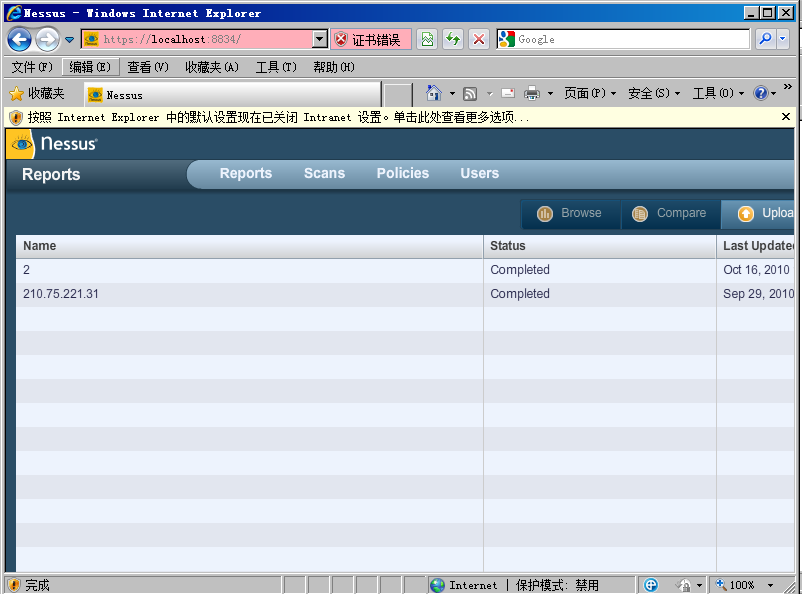 Nessus - Windows Internet Explorer
https://localhost:8834/ 证书错误 Google
文件(F) 编辑(E) 查看(V) 收藏夹(A) 工具(T) 帮助(H)
收藏夹 Nessus 页面(P) 安全(S) 工具(O) »
按照 Internet Explorer 中的默认设置现在已关闭 Intranet 设置。单击此处查看更多选项...
Nessus
Reports Reports Scans Policies Users
Browse Compare Uploa
Name Status Last Update
2 Completed Oct 16, 2010
210.75.221.31 Completed Sep 29, 2010
完成 Internet | 保护模式: 禁用 100%